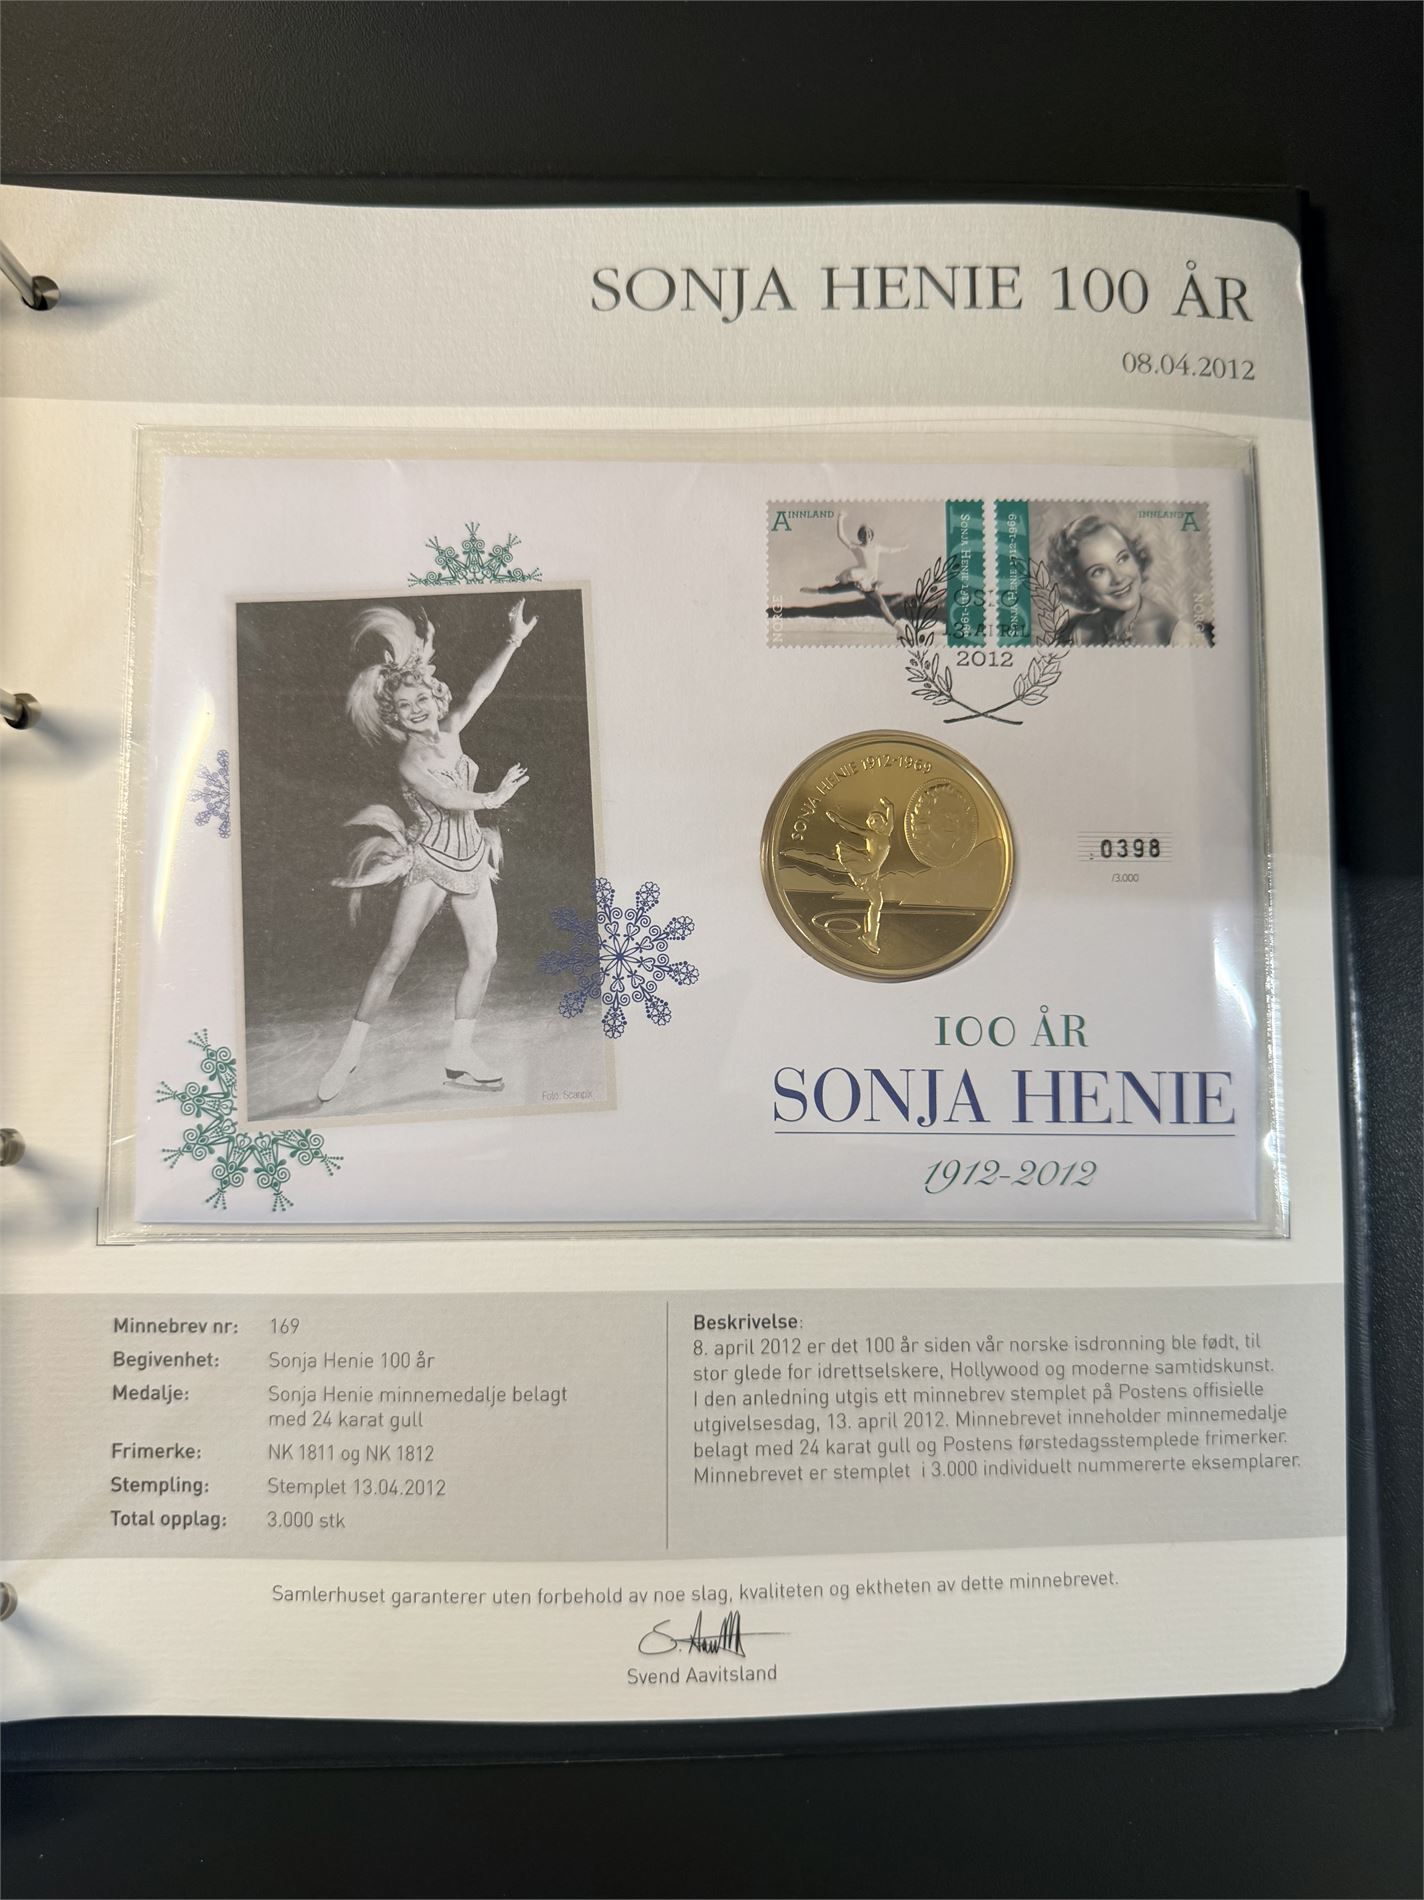 SONJA HENIE 100 ÅR
08.04.2012
A INNLAND
SONJA HENIE 1912-1969
NORGE
INNLAND A
SONJA HENIE 1912-1969
OSLO
13. APRIL
2012
SONJA HENIE 1912-1969
0398
/3.000
Foto: Scanpix
100 ÅR
SONJA HENIE
1912-2012
Minnebrev nr: 169
Begivenhet: Sonja Henie 100 år
Medalje: Sonja Henie minnemedalje belagt
med 24 karat gull
Frimerke: NK 1811 og NK 1812
Stempling: Stemplet 13.04.2012
Total opplag: 3.000 stk
Beskrivelse:
8. april 2012 er det 100 år siden vår norske isdronning ble født, til
stor glede for idrettselskere, Hollywood og moderne samtidskunst.
I den anledning utgis ett minnebrev stemplet på Postens offisielle
utgivelsesdag, 13. april 2012. Minnebrevet inneholder minnemedalje
belagt med 24 karat gull og Postens førstedagsstemplede frimerker.
Minnebrevet er stemplet i 3.000 individuelt nummererte eksemplarer.
Samlerhuset garanterer uten forbehold av noe slag, kvaliteten og ektheten av dette minnebrevet.
Svend Aavitsland